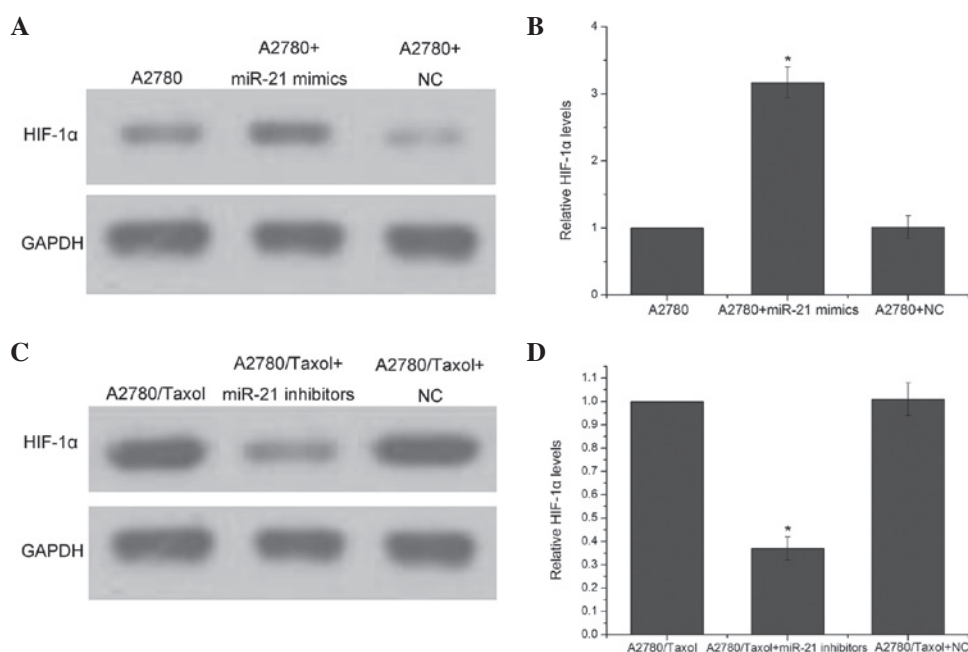 A
A2780
A2780+
miR-21 mimics
A2780+
NC
HIF-1α
GAPDH
B
Relative HIF-1α levels
4
3
2
1
0
*
A2780
A2780+miR-21 mimics
A2780+NC
C
A2780/Taxol
A2780/Taxol+
miR-21 inhibitors
A2780/Taxol+
NC
HIF-1α
GAPDH
D
Relative HIF-1α levels
1.1
1.0
0.9
0.8
0.7
0.6
0.5
0.4
0.3
0.2
0.1
0.0
*
A2780/Taxol
A2780/Taxol+miR-21 inhibitors
A2780/Taxol+NC